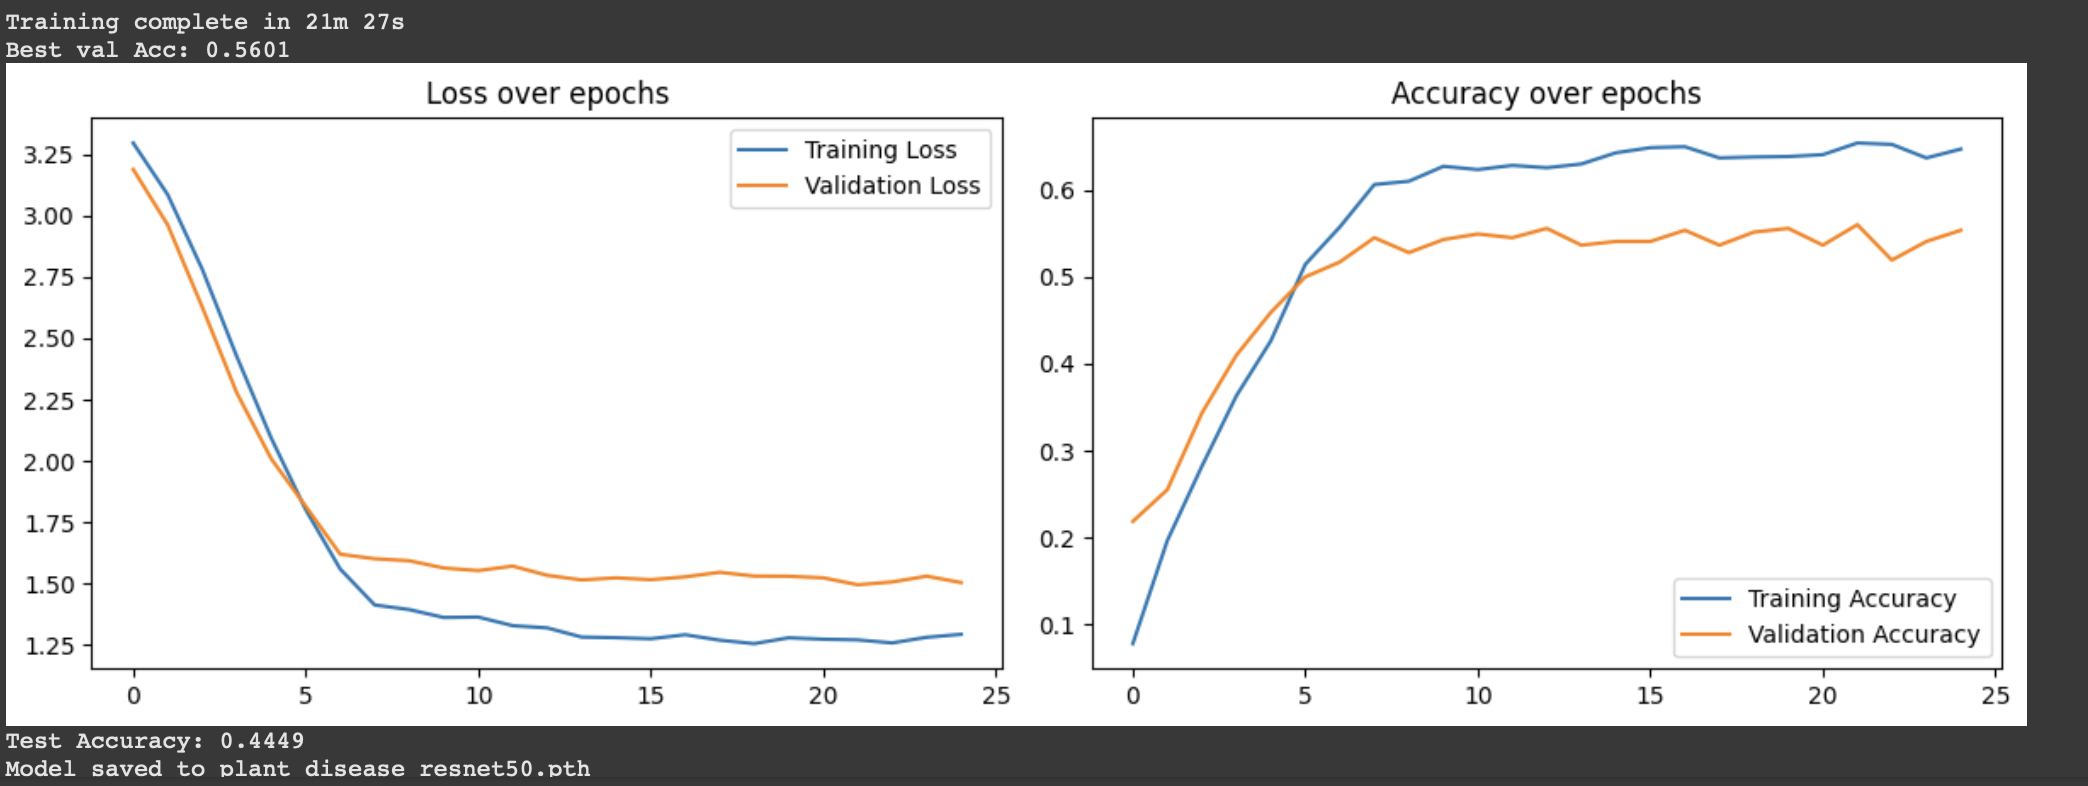 Training complete in 21m 27s
Best val Acc: 0.5601
Loss over epochs
3.25
3.00
2.75
2.50
2.25
2.00
1.75
1.50
1.25
0
5
10
15
20
25
Training Loss
Validation Loss
Accuracy over epochs
0.6
0.5
0.4
0.3
0.2
0.1
0
5
10
15
20
25
Training Accuracy
Validation Accuracy
Test Accuracy: 0.4449
Model saved to plant disease resnet50.pth